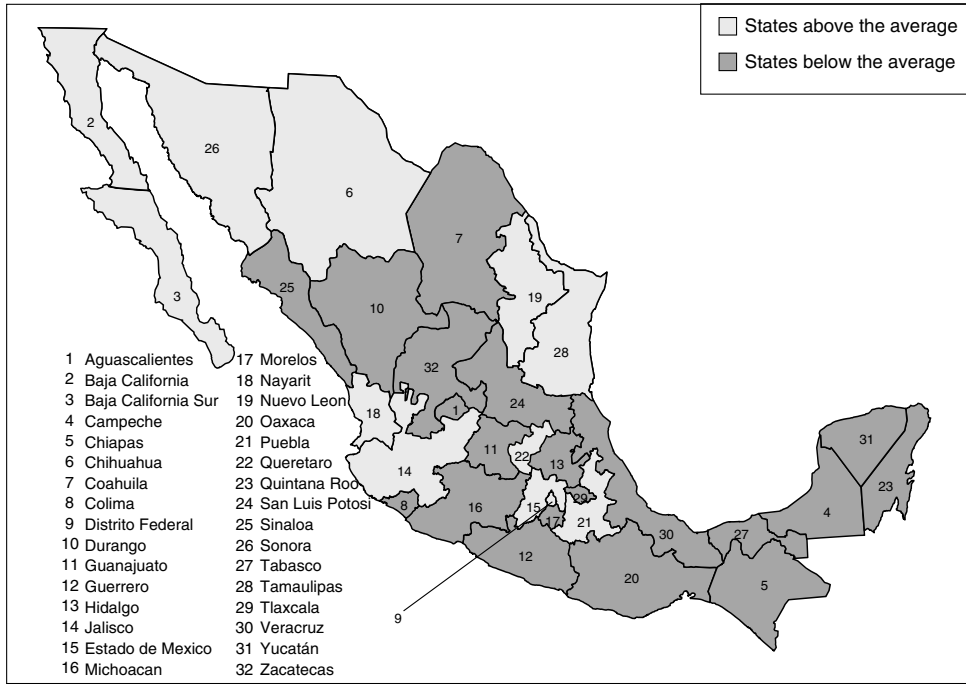 States above the average
States below the average
2
26
6
7
3
25
10
19
28
32
18
1
24
14
11
22
13
31
23
8
16
15
29
17
21
4
30
27
12
20
5
9
1 Aguascalientes
2 Baja California
3 Baja California Sur
4 Campeche
5 Chiapas
6 Chihuahua
7 Coahuila
8 Colima
9 Distrito Federal
10 Durango
11 Guanajuato
12 Guerrero
13 Hidalgo
14 Jalisco
15 Estado de Mexico
16 Michoacan
17 Morelos
18 Nayarit
19 Nuevo Leon
20 Oaxaca
21 Puebla
22 Queretaro
23 Quintana Roo
24 San Luis Potosi
25 Sinaloa
26 Sonora
27 Tabasco
28 Tamaulipas
29 Tlaxcala
30 Veracruz
31 Yucatán
32 Zacatecas